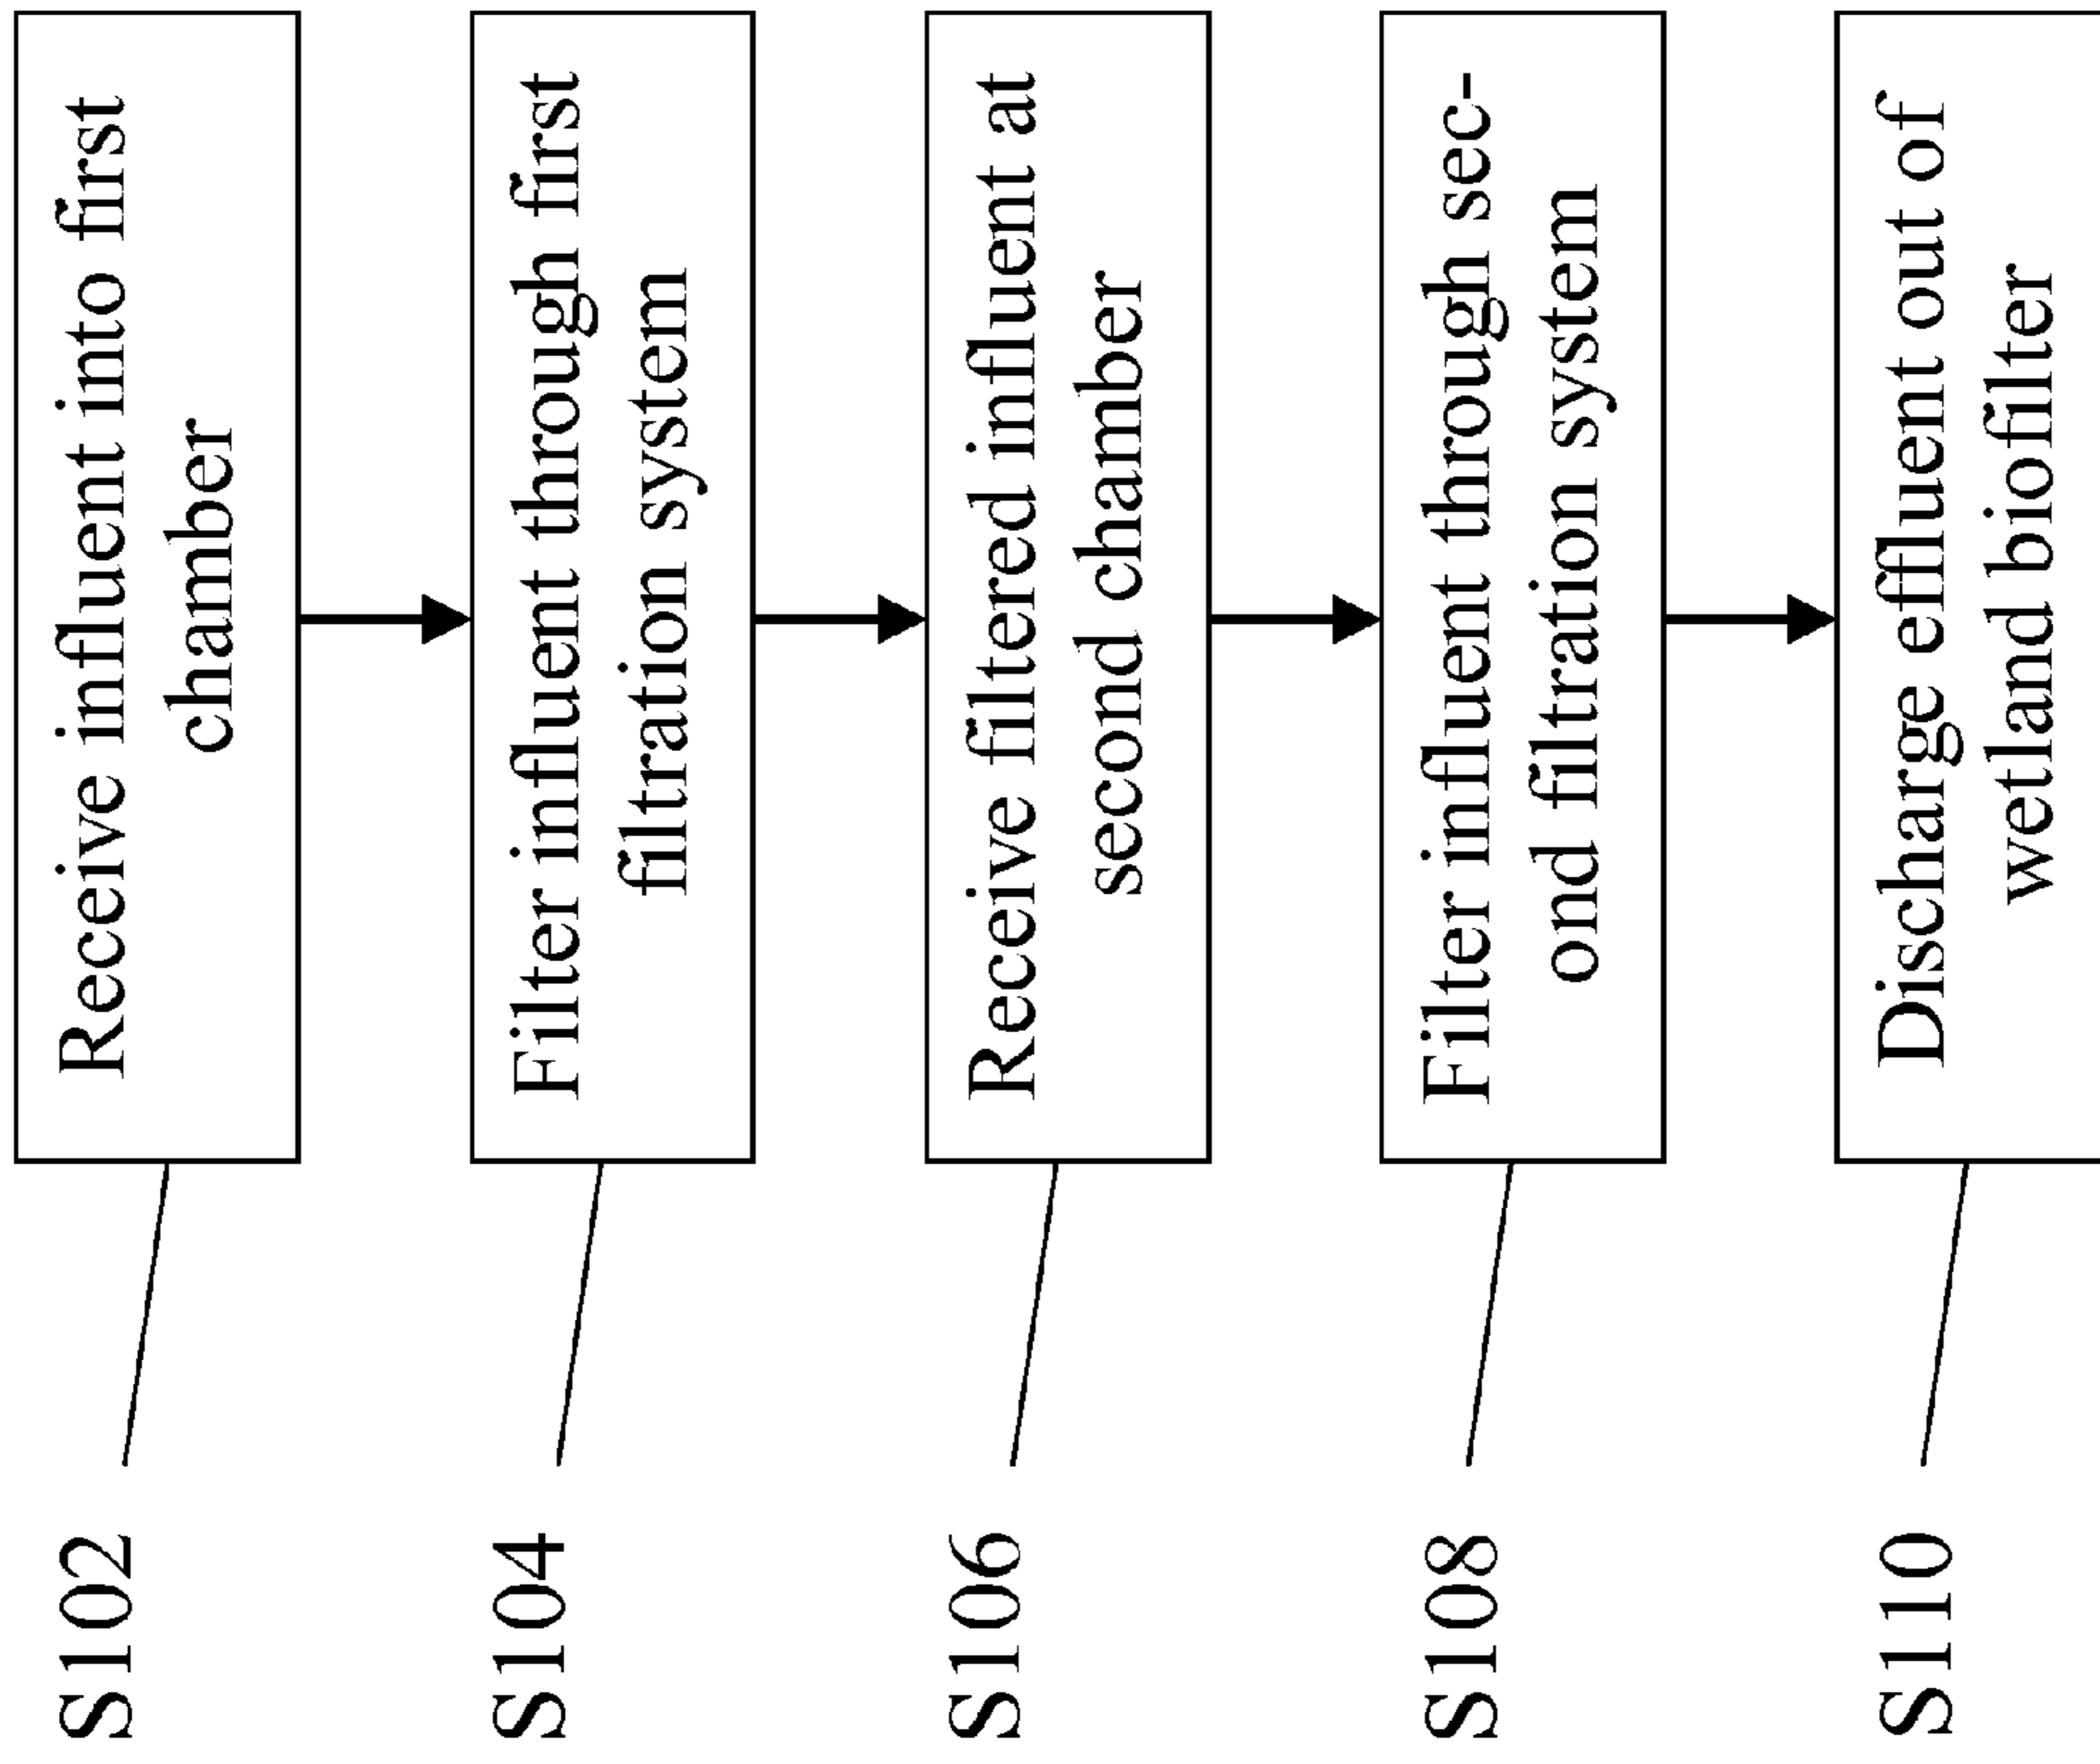 S102
Receive influent into first
chamber
S104
Filter influent through first
filtration system
S106
Receive filtered influent at
second chamber
S108
Filter influent through sec-
ond filtration system
S110
Discharge effluent out of
wetland biofilter